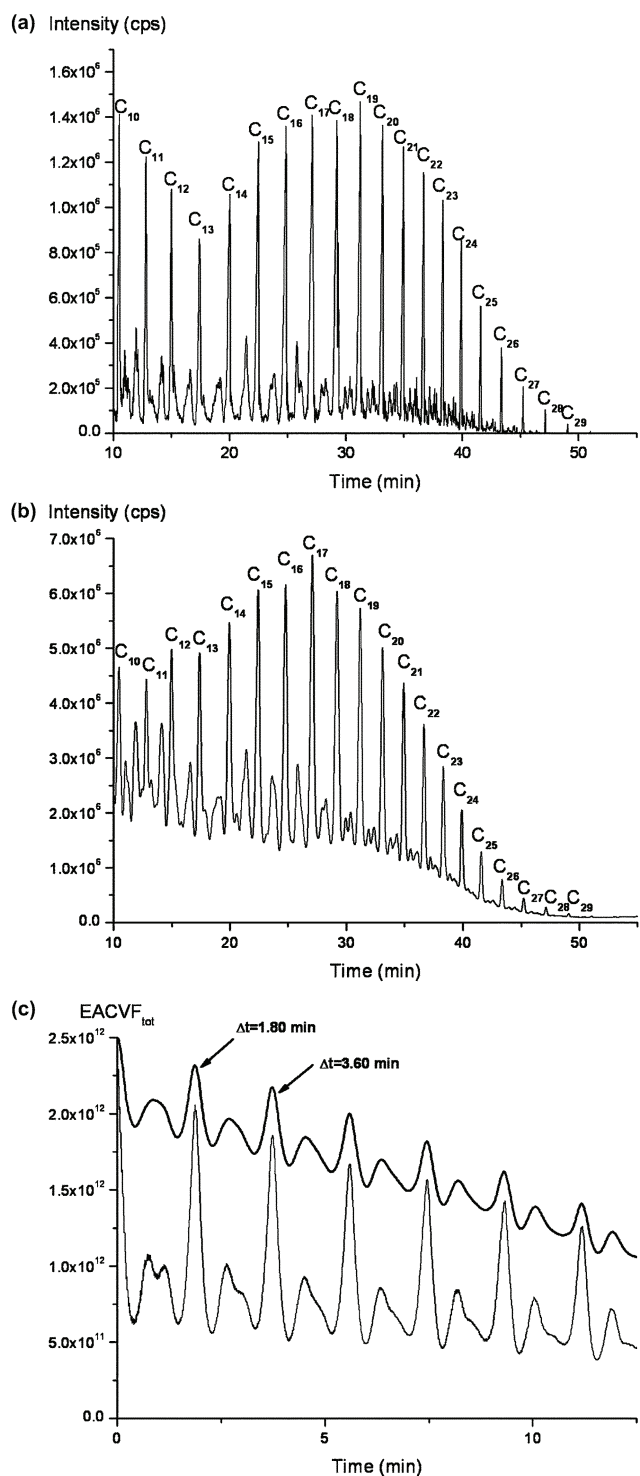 (a) Intensity (cps)
1.6x10⁶
1.4x10⁶
1.2x10⁶
1.0x10⁶
8.0x10⁵
6.0x10⁵
4.0x10⁵
2.0x10⁵
0.0
C₁₀
C₁₁
C₁₂
C₁₃
C₁₄
C₁₅
C₁₆
C₁₇
C₁₈
C₁₉
C₂₀
C₂₁
C₂₂
C₂₃
C₂₄
C₂₅
C₂₆
C₂₇
C₂₈
C₂₉
10 20 30 40 50
Time (min)
(b) Intensity (cps)
7.0x10⁶
6.0x10⁶
5.0x10⁶
4.0x10⁶
3.0x10⁶
2.0x10⁶
1.0x10⁶
0.0
C₁₀
C₁₁
C₁₂
C₁₃
C₁₄
C₁₅
C₁₆
C₁₇
C₁₈
C₁₉
C₂₀
C₂₁
C₂₂
C₂₃
C₂₄
C₂₅
C₂₆
C₂₇
C₂₈
C₂₉
10 20 30 40 50
Time (min)
(c) EACVF_tot
2.5x10¹²
2.0x10¹²
1.5x10¹²
1.0x10¹²
5.0x10¹¹
0.0
Δt=1.80 min
Δt=3.60 min
0 5 10
Time (min)